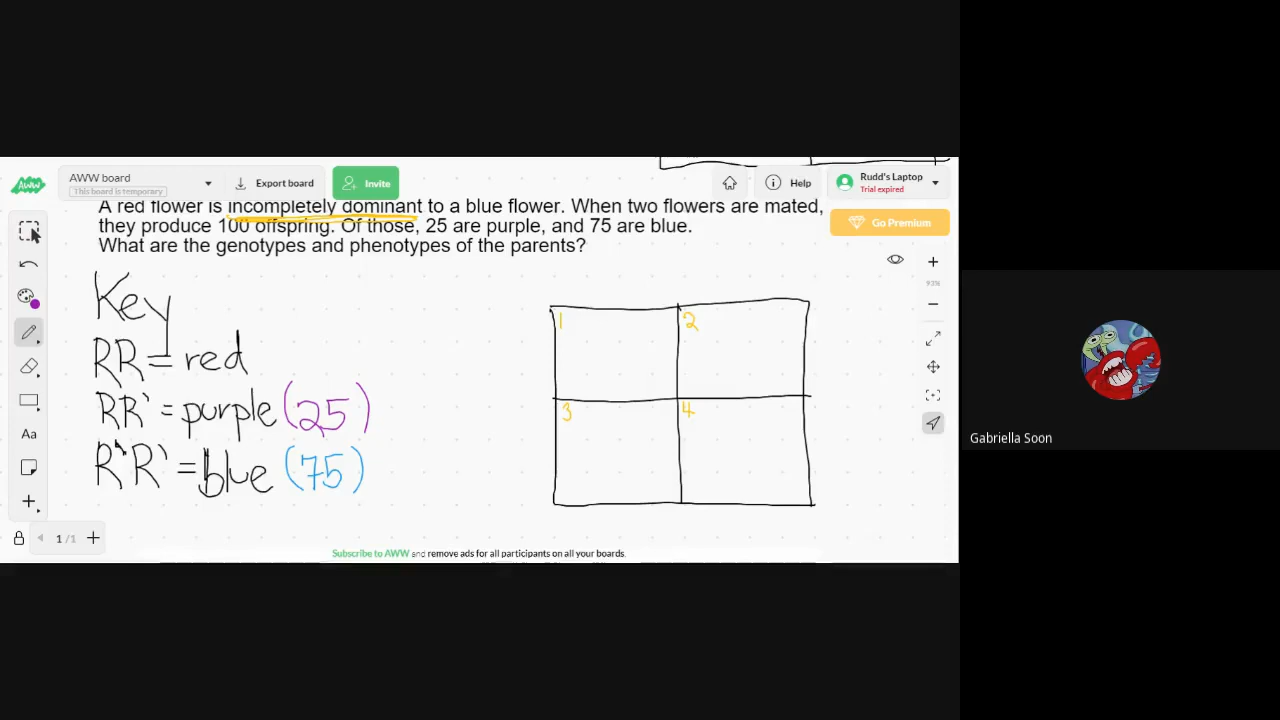 AWW
AWW board
This board is temporary
Export board
Invite
Help
Rudd's Laptop
Trial expired
Go Premium
A red flower is incompletely dominant to a blue flower. When two flowers are mated,
they produce 100 offspring. Of those, 25 are purple, and 75 are blue.
What are the genotypes and phenotypes of the parents?
93%
Key
RR = red
RR` = purple (25)
R`R` = blue (75)
1 2
3 4
Aa
1 /1
Subscribe to AWW and remove ads for all participants on all your boards.
Gabriella Soon